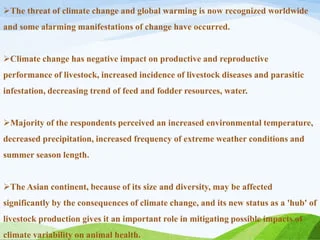 ➢The threat of climate change and global warming is now recognized worldwide
and some alarming manifestations of change have occurred.
➢Climate change has negative impact on productive and reproductive
performance of livestock, increased incidence of livestock diseases and parasitic
infestation, decreasing trend of feed and fodder resources, water.
➢Majority of the respondents perceived an increased environmental temperature,
decreased precipitation, increased frequency of extreme weather conditions and
summer season length.
➢The Asian continent, because of its size and diversity, may be affected
significantly by the consequences of climate change, and its new status as a 'hub' of
livestock production gives it an important role in mitigating possible impacts of
climate variability on animal health.